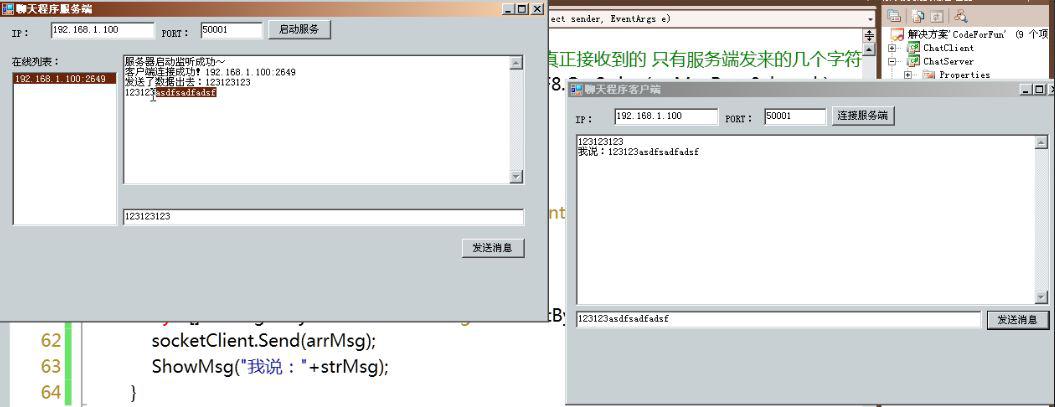 聊天程序服务端
IP： 192.168.1.100 PORT： 50001 启动服务
在线列表：
192.168.1.100:2649
服务器启动监听成功～
客户端连接成功！192.168.1.100:2649
发送了数据出去：123123123
123123asdfsadfadsf
123123123
发送消息
ect sender, EventArgs e)
真正接收到的 只有服务端发来的几个字符
解决方案'CodeForFun' (9 个项
ChatClient
ChatServer
Properties
聊天程序客户端
IP： 192.168.1.100 PORT： 50001 连接服务端
123123123
我说：123123asdfsadfadsf
123123asdfsadfadsf 发送消息
62 socketClient.Send(arrMsg);
63 ShowMsg("我说："+strMsg);
64 }